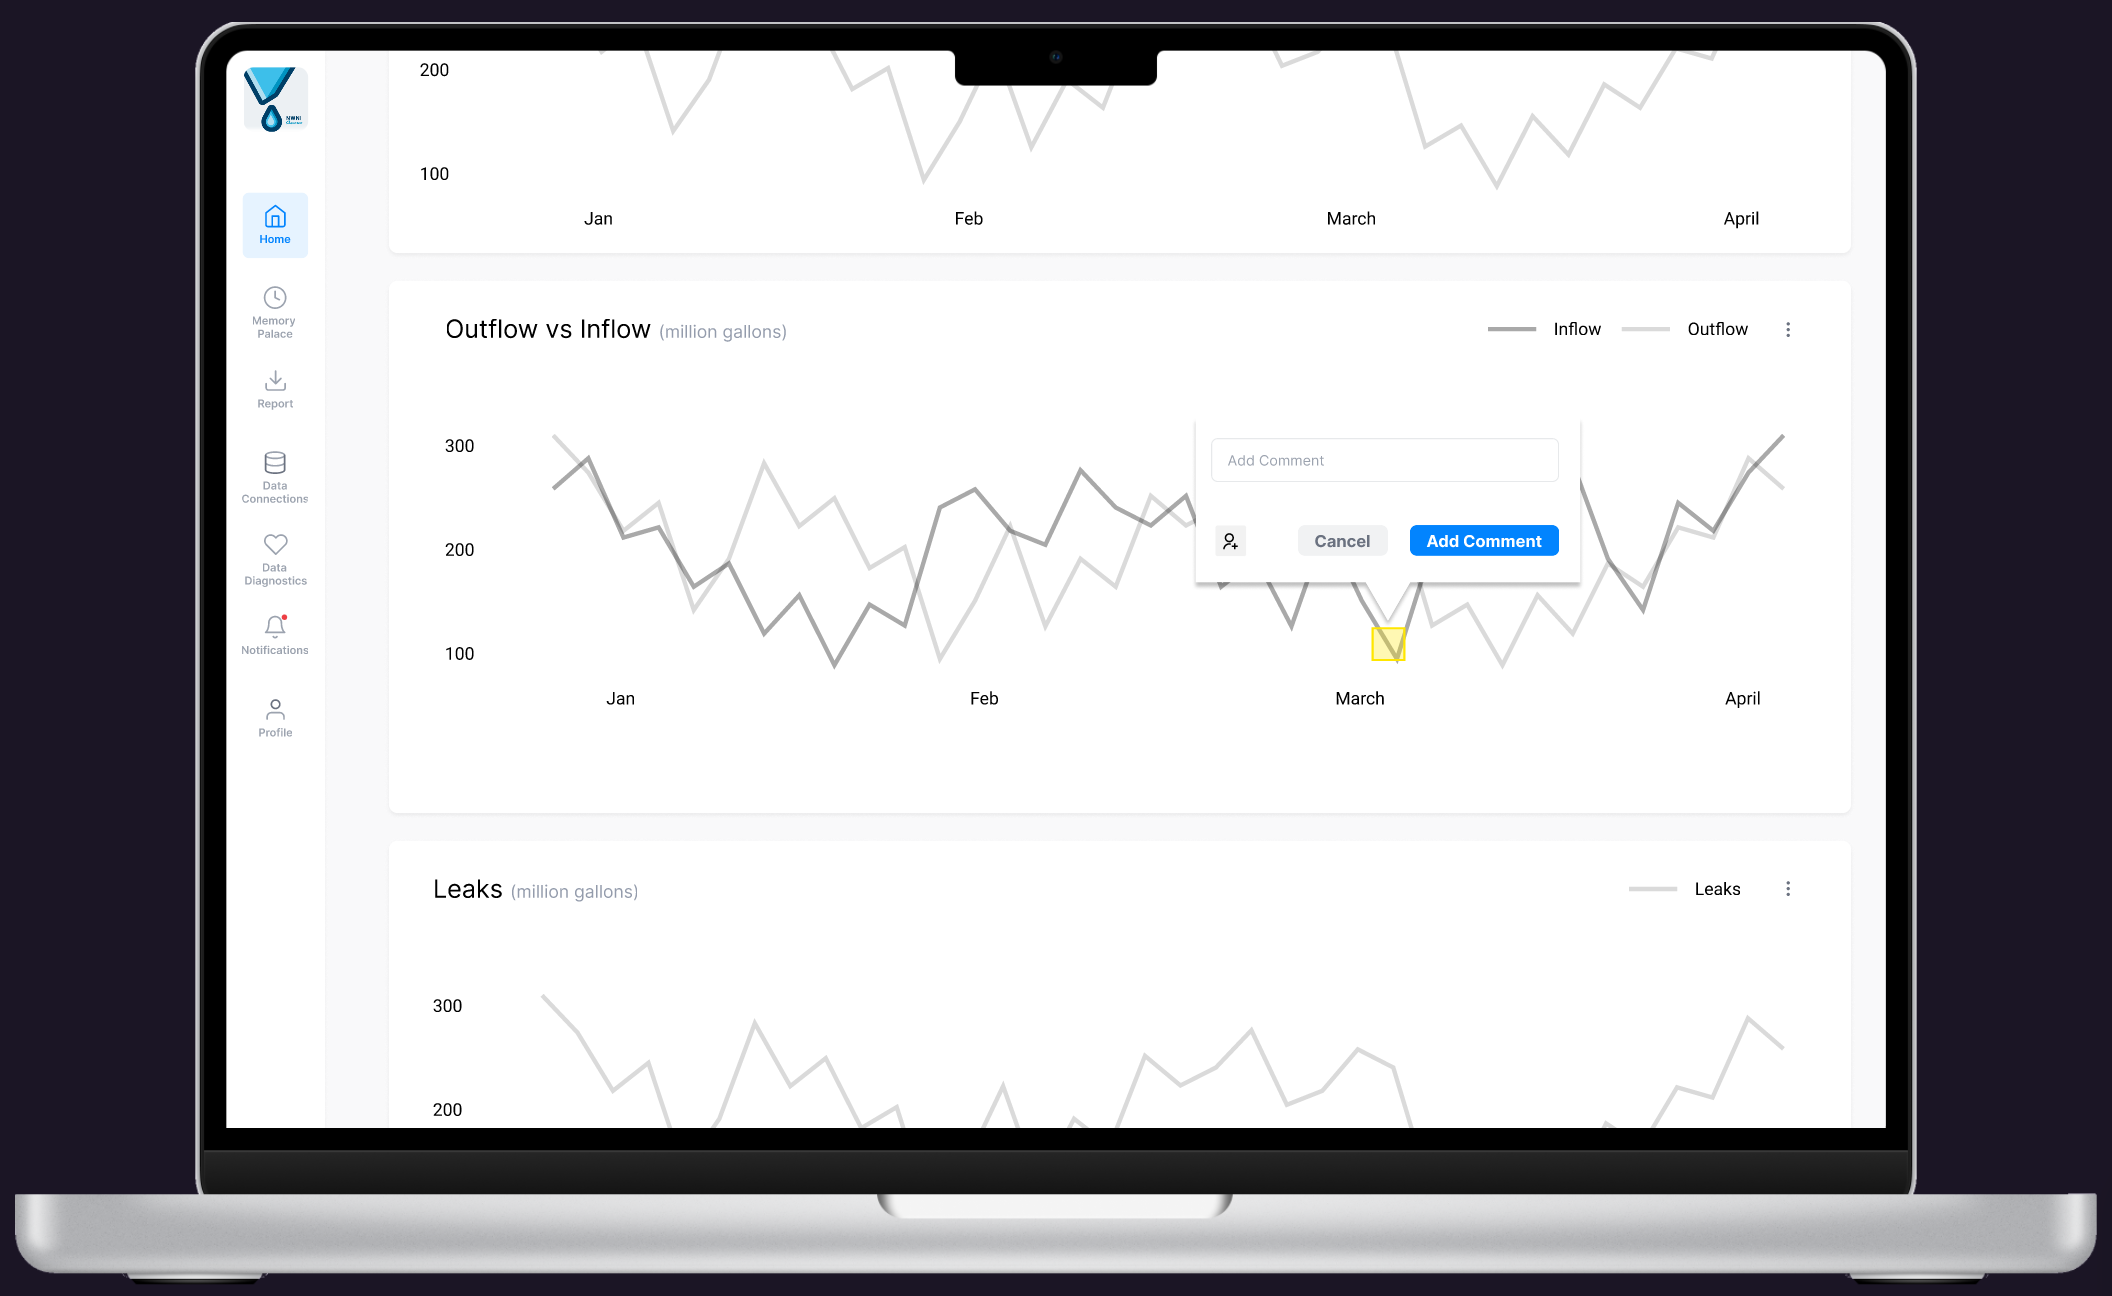 NWNI
Home
Memory
Palace
Report
Data
Connections
Data
Diagnostics
Notifications
Profile
200
100
Jan Feb March April
Outflow vs Inflow (million gallons) Inflow Outflow
300
200
100
Add Comment
Cancel Add Comment
Jan Feb March April
Leaks (million gallons) Leaks
300
200